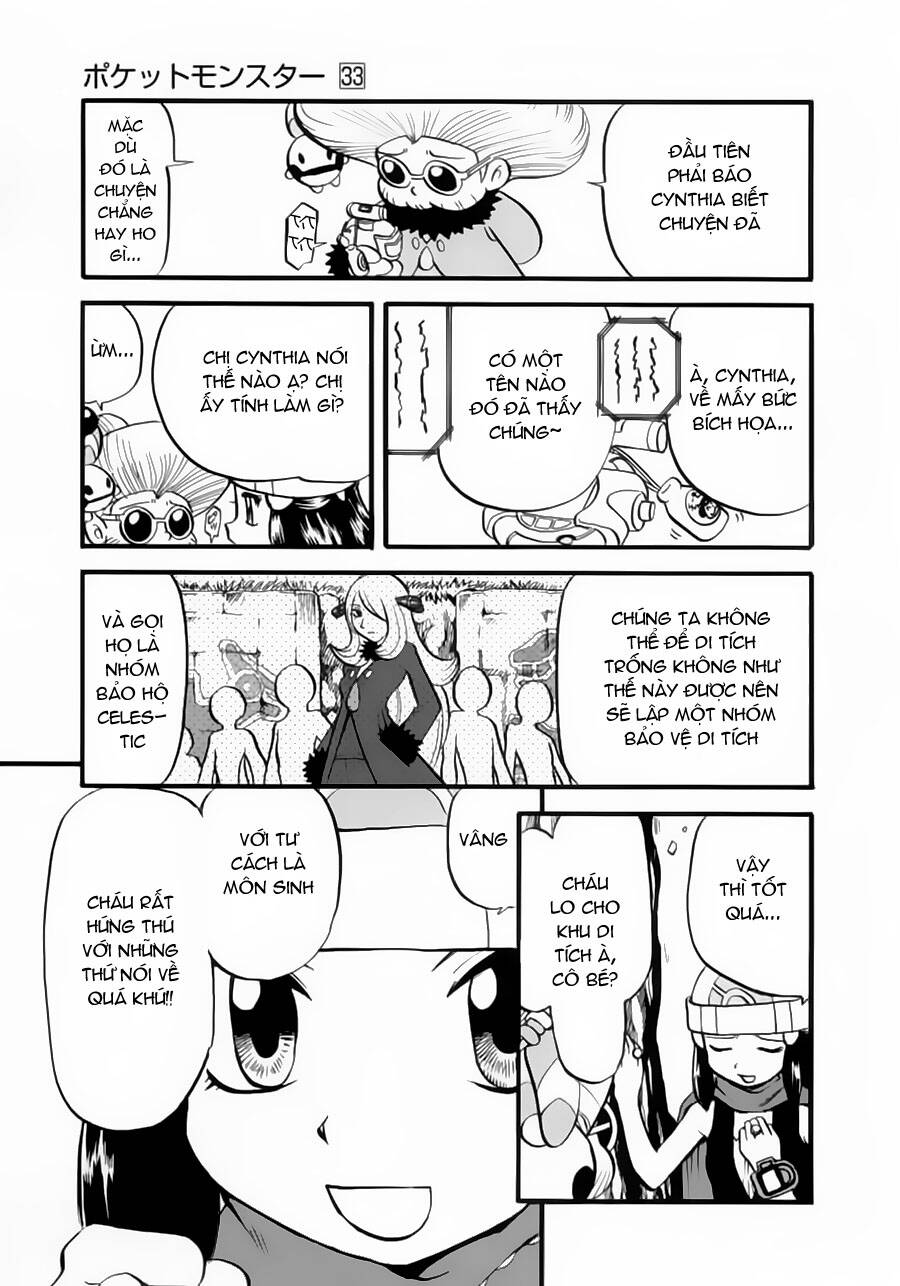 ポケットモンスター 33
ĐẦU TIÊN
PHẢI BÁO
CYNTHIA BIẾT
CHUYỆN ĐÃ
MẶC
DÙ
ĐÓ LÀ
CHUYỆN
CHẲNG
HAY HO
GÌ...
À, CYNTHIA,
VỀ MẤY BỨC
BÍCH HỌA...
CÓ MỘT
TÊN NÀO
ĐÓ ĐÃ THẤY
CHÚNG~
CHỊ CYNTHIA NÓI
THẾ NÀO Ạ? CHỊ
ẤY TÍNH LÀM GÌ?
ỪM...
CHÚNG TA KHÔNG
THỂ ĐỂ DI TÍCH
TRỐNG KHÔNG NHƯ
THẾ NÀY ĐƯỢC NÊN
SẼ LẬP MỘT NHÓM
BẢO VỆ DI TÍCH
VÀ GỌI
HỌ LÀ
NHÓM
BẢO HỘ
CELES-
TIC
VẬY
THÌ TỐT
QUÁ...
CHÁU
LO CHO
KHU DI
TÍCH À,
CÔ BÉ?
VÂNG
VỚI TƯ
CÁCH LÀ
MÔN SINH
CHÁU RẤT
HỨNG THÚ
VỚI NHỮNG
THỨ NÓI VỀ
QUÁ KHỨ!!